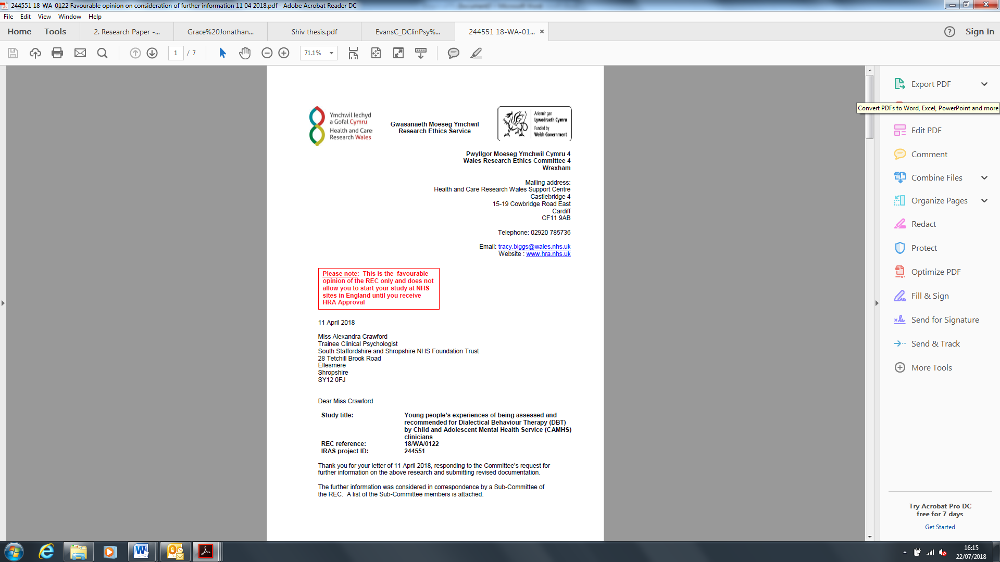 244551 18-WA-0122 Favourable opinion on consideration of further information 11 04 2018.pdf - Adobe Acrobat Reader DC
File Edit View Window Help
Home Tools 2. Research Paper -... Grace%20Jonathan... Shiv thesis.pdf EvansC_DClinPsy%... 244551 18-WA-01... × Sign In
1 / 7 71.1%
Export PDF
Convert PDFs to Word, Excel, PowerPoint and more
Edit PDF
Comment
Combine Files
Organize Pages
Redact
Protect
Optimize PDF
Fill & Sign
Send for Signature
Send & Track
More Tools
Try Acrobat Pro DC
free for 7 days
Get Started
Ymchwil Iechyd
a Gofal Cymru
Health and Care
Research Wales
Gwasanaeth Moeseg Ymchwil
Research Ethics Service
Ariennir gan
Lywodraeth Cymru
Funded by
Welsh Government
Pwyllgor Moeseg Ymchwil Cymru 4
Wales Research Ethics Committee 4
Wrexham
Mailing address:
Health and Care Research Wales Support Centre
Castlebridge 4
15-19 Cowbridge Road East
Cardiff
CF11 9AB
Telephone: 02920 785736
Email: tracy.biggs@wales.nhs.uk
Website : www.hra.nhs.uk
Please note: This is the favourable
opinion of the REC only and does not
allow you to start your study at NHS
sites in England until you receive
HRA Approval
11 April 2018
Miss Alexandra Crawford
Trainee Clinical Psychologist
South Staffordshire and Shropshire NHS Foundation Trust
28 Tetchill Brook Road
Ellesmere
Shropshire
SY12 0FJ
Dear Miss Crawford
Study title: Young people's experiences of being assessed and
recommended for Dialectical Behaviour Therapy (DBT)
by Child and Adolescent Mental Health Service (CAMHS)
clinicians
REC reference: 18/WA/0122
IRAS project ID: 244551
Thank you for your letter of 11 April 2018, responding to the Committee's request for
further information on the above research and submitting revised documentation.
The further information was considered in correspondence by a Sub-Committee of
the REC. A list of the Sub-Committee members is attached.
16:15
22/07/2018